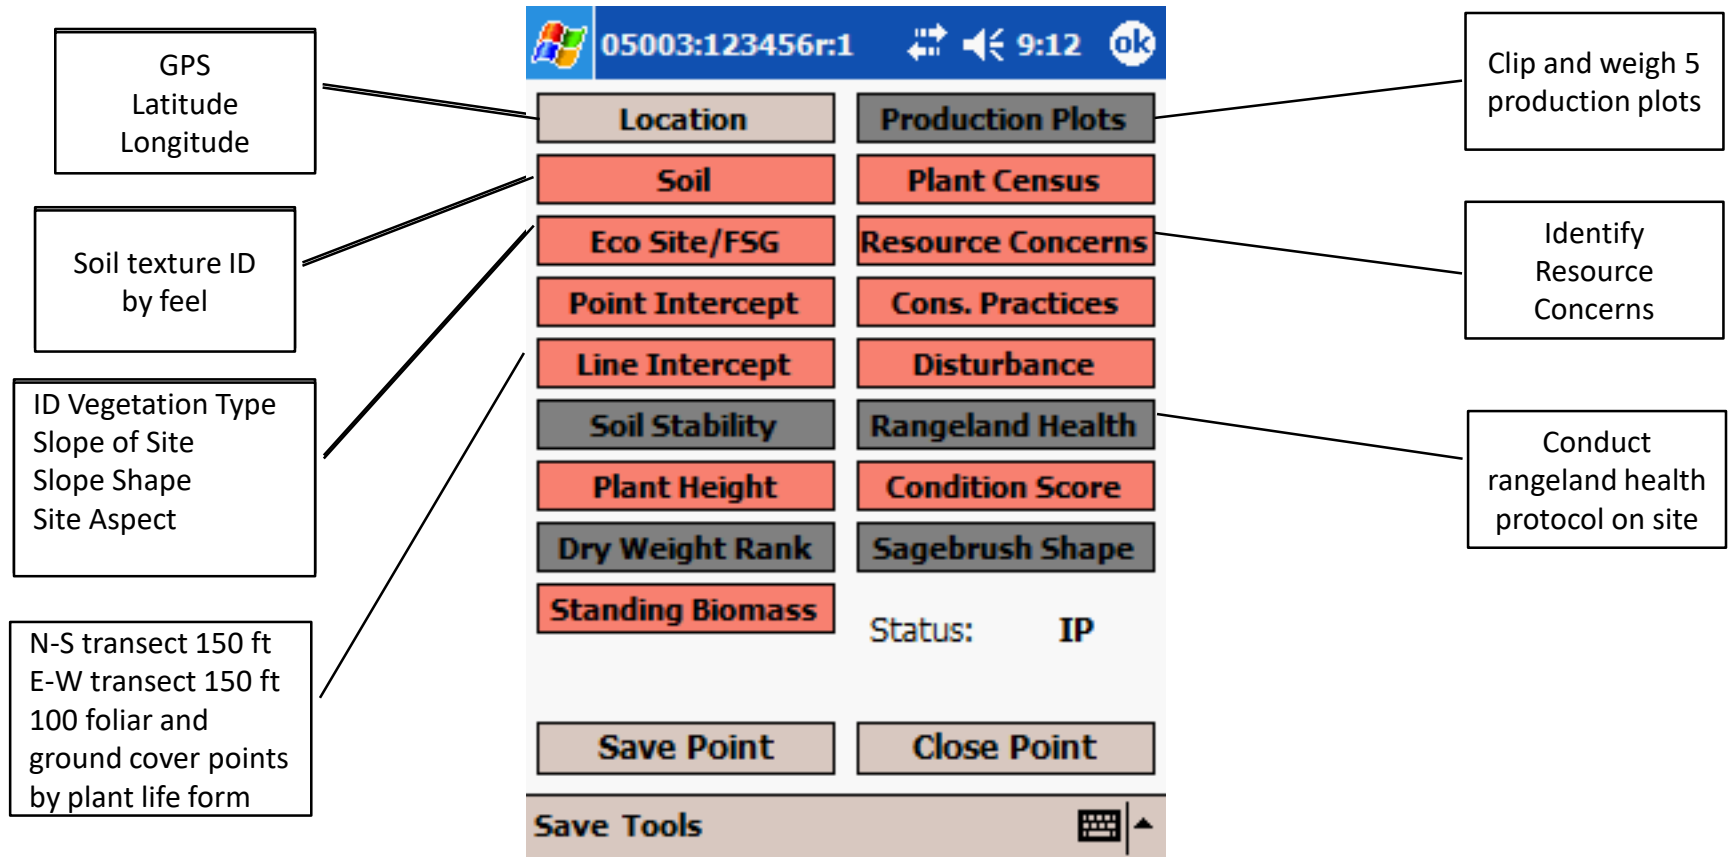 GPS
Latitude
Longitude
Soil texture ID
by feel
ID Vegetation Type
Slope of Site
Slope Shape
Site Aspect
N-S transect 150 ft
E-W transect 150 ft
100 foliar and
ground cover points
by plant life form
05003:123456r:1 9:12 ok
Location
Production Plots
Soil
Plant Census
Eco Site/FSG
Resource Concerns
Point Intercept
Cons. Practices
Line Intercept
Disturbance
Soil Stability
Rangeland Health
Plant Height
Condition Score
Dry Weight Rank
Sagebrush Shape
Standing Biomass
Status: IP
Save Point
Close Point
Save Tools
Clip and weigh 5
production plots
Identify
Resource
Concerns
Conduct
rangeland health
protocol on site